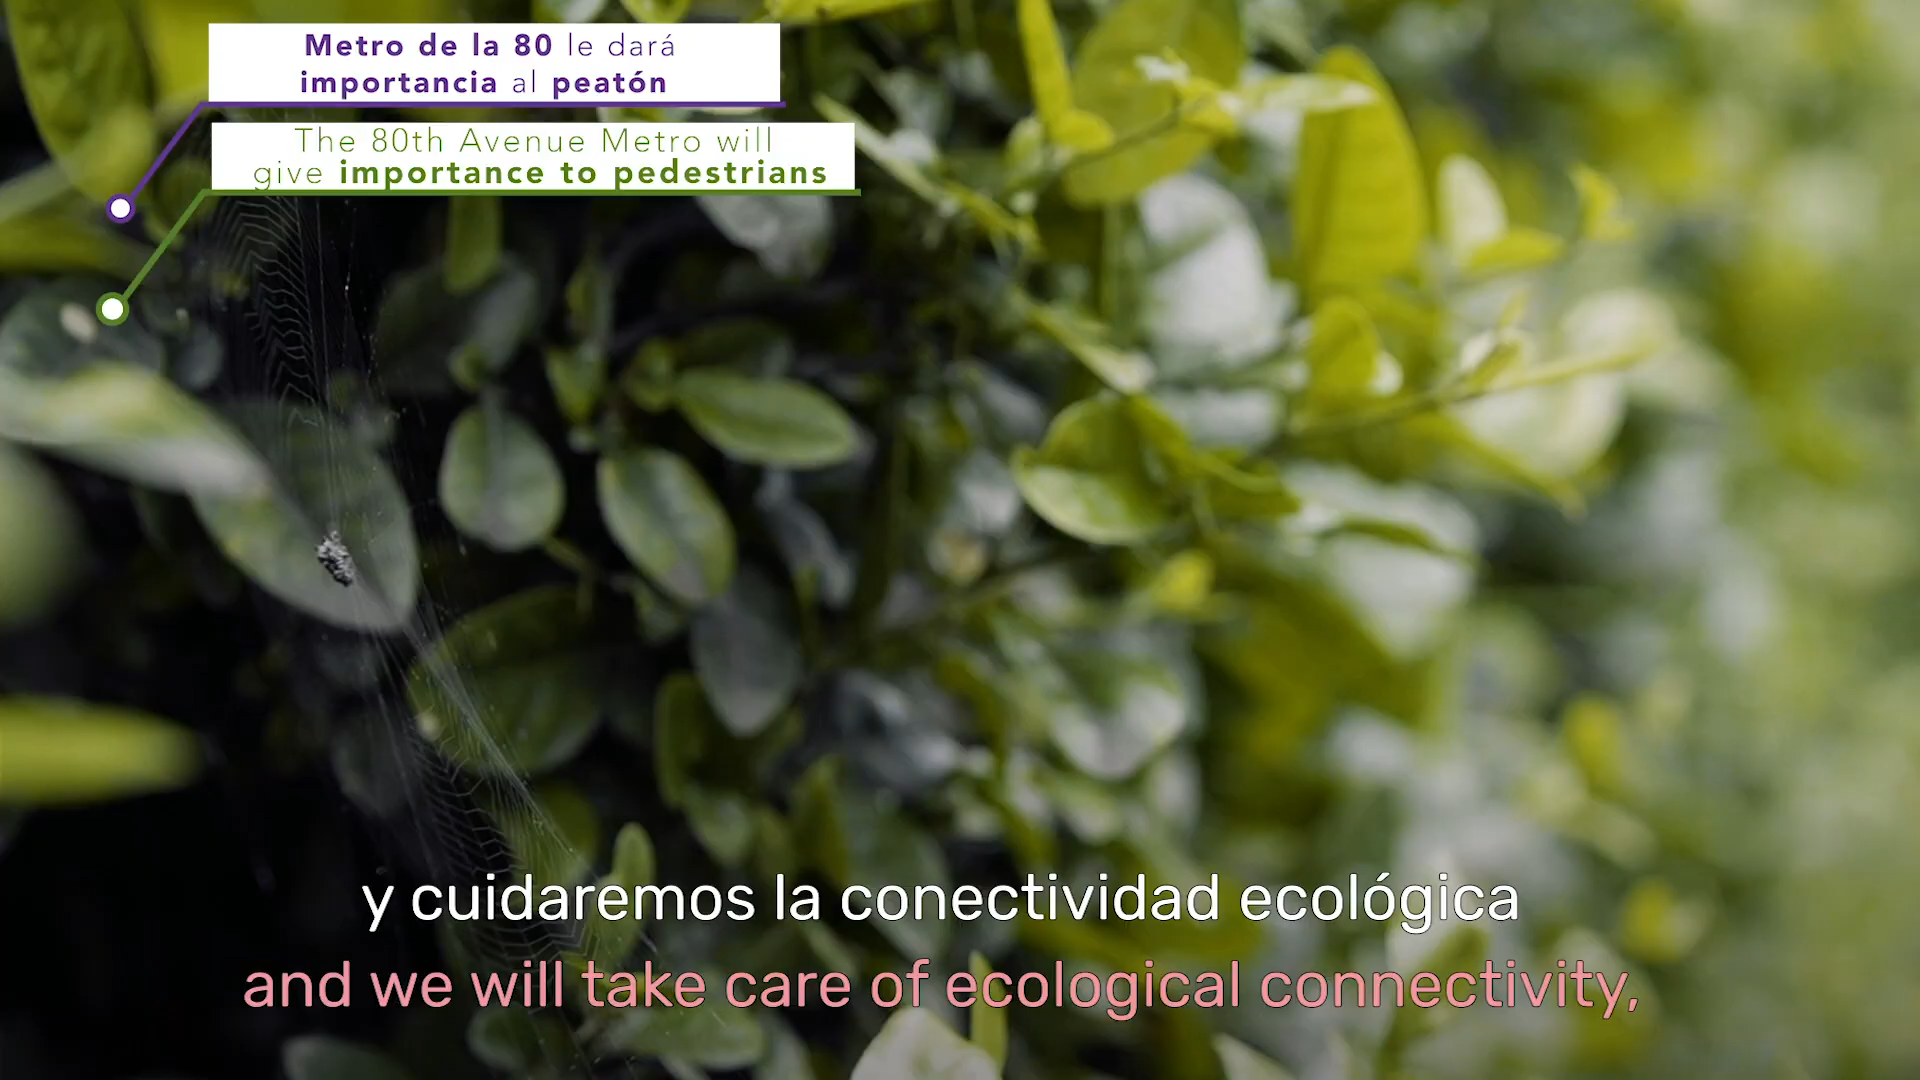 Metro de la 80 le dará
importancia al peatón
The 80th Avenue Metro will
give importance to pedestrians
y cuidaremos la conectividad ecológica
and we will take care of ecological connectivity,